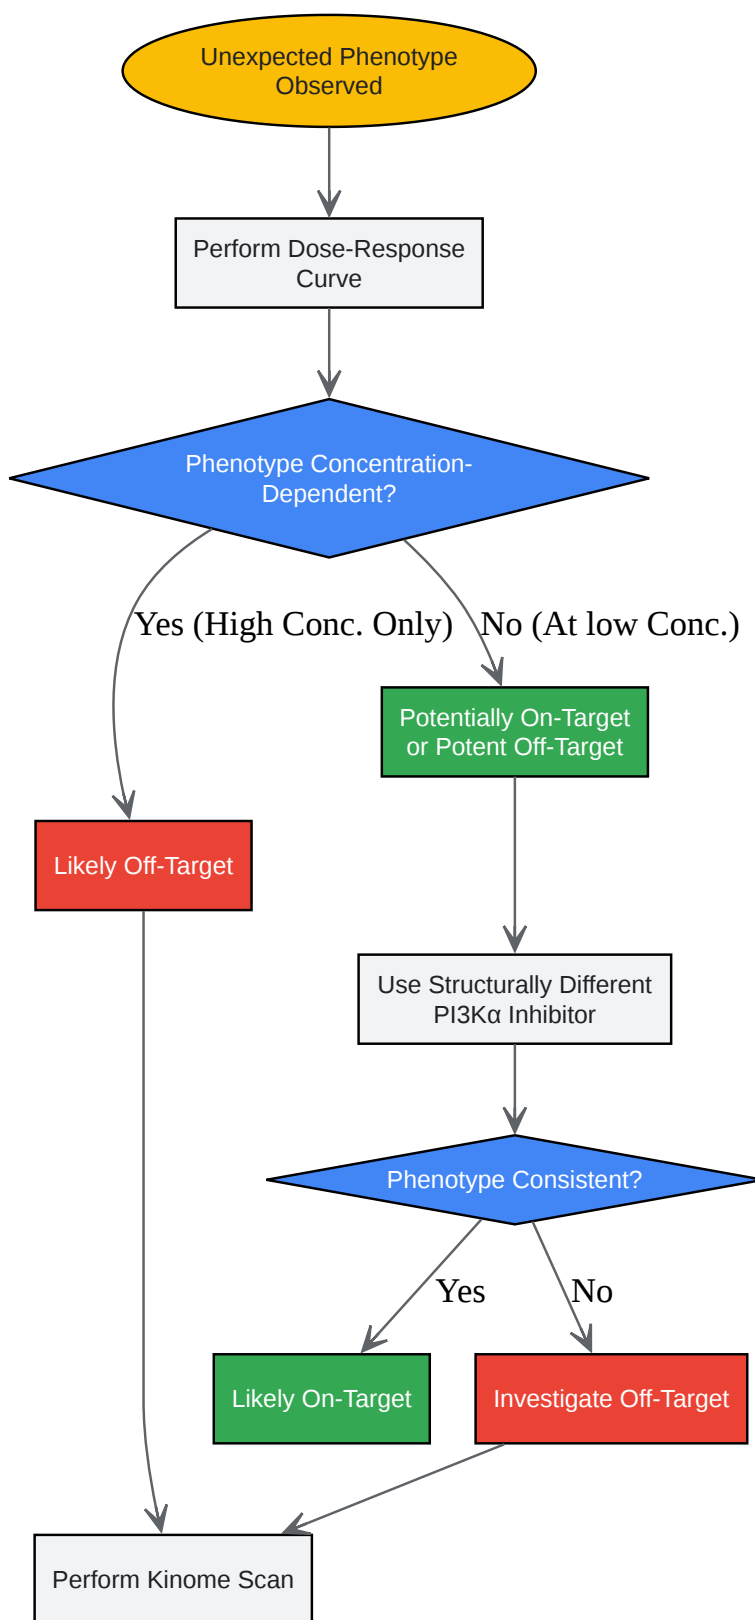 Unexpected Phenotype
Observed
Perform Dose-Response
Curve
Phenotype Concentration-
Dependent?
Yes (High Conc. Only)
No (At low Conc.)
Potentially On-Target
or Potent Off-Target
Likely Off-Target
Use Structurally Different
PI3Kα Inhibitor
Phenotype Consistent?
Yes
No
Likely On-Target
Investigate Off-Target
Perform Kinome Scan